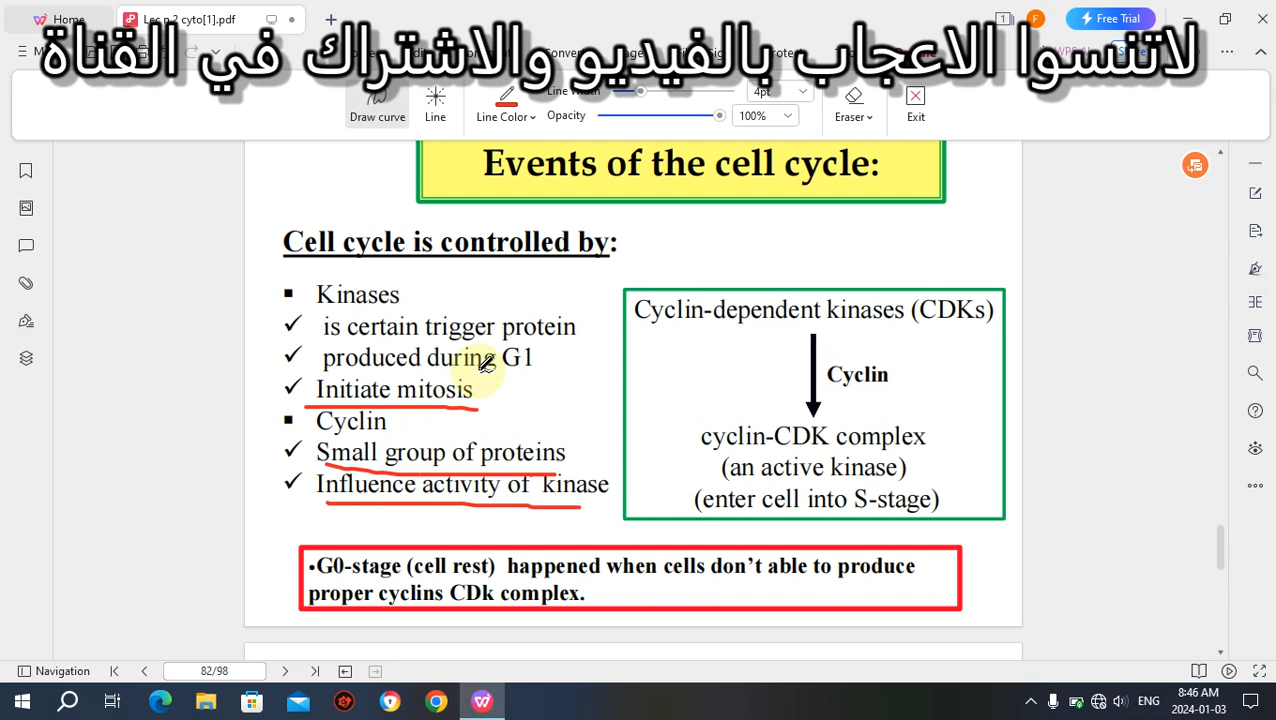 Home
Lec n 2 cyto[1].pdf
1
F
Free Trial
لاتنسوا الاعجاب بالفيديو والاشتراك في القناة
Draw curve
Line
Line Color
Line Width
4pt
Opacity
100%
Eraser
Exit
Events of the cell cycle:
Cell cycle is controlled by:
▪ Kinases
✓ is certain trigger protein
✓ produced during G1
✓ Initiate mitosis
▪ Cyclin
✓ Small group of proteins
✓ Influence activity of kinase
Cyclin-dependent kinases (CDKs)
Cyclin
cyclin-CDK complex
(an active kinase)
(enter cell into S-stage)
•G0-stage (cell rest) happened when cells don't able to produce
proper cyclins CDk complex.
Navigation
82/98
ENG
8:46 AM
2024-01-03